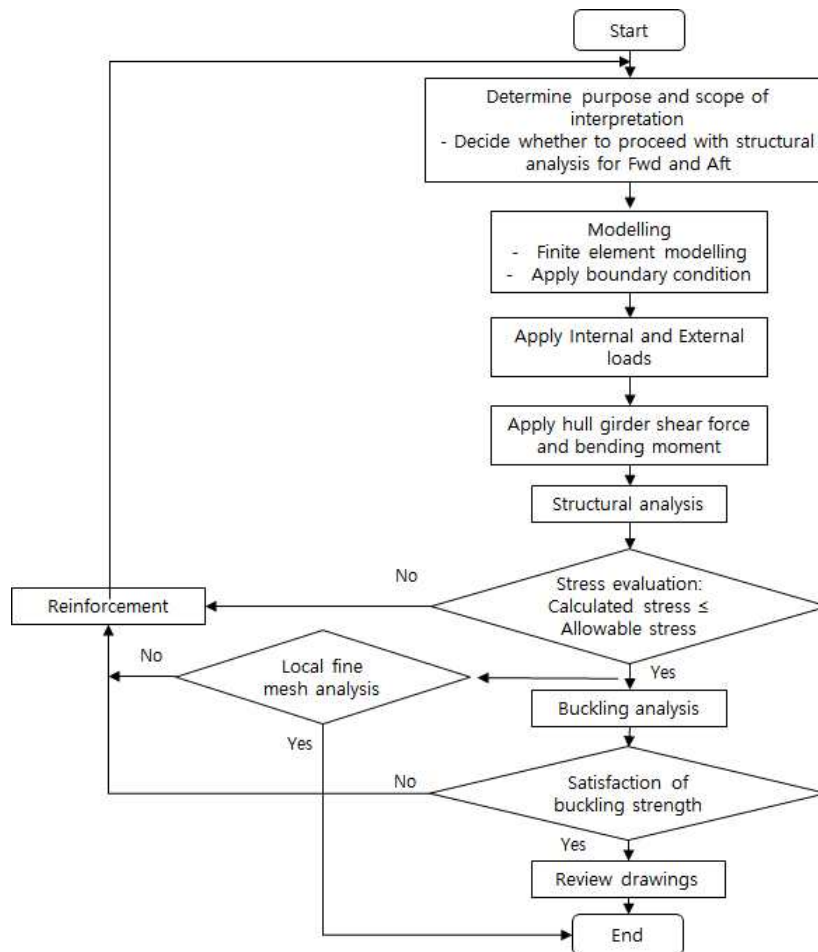 Start
Determine purpose and scope of
interpretation
- Decide whether to proceed with structural
analysis for Fwd and Aft
Modelling
- Finite element modelling
- Apply boundary condition
Apply Internal and External
loads
Apply hull girder shear force
and bending moment
Structural analysis
No
Stress evaluation:
Calculated stress ≤
Allowable stress
Reinforcement
No
Local fine
mesh analysis
Yes
Buckling analysis
Yes
No
Satisfaction of
buckling strength
Yes
Review drawings
End